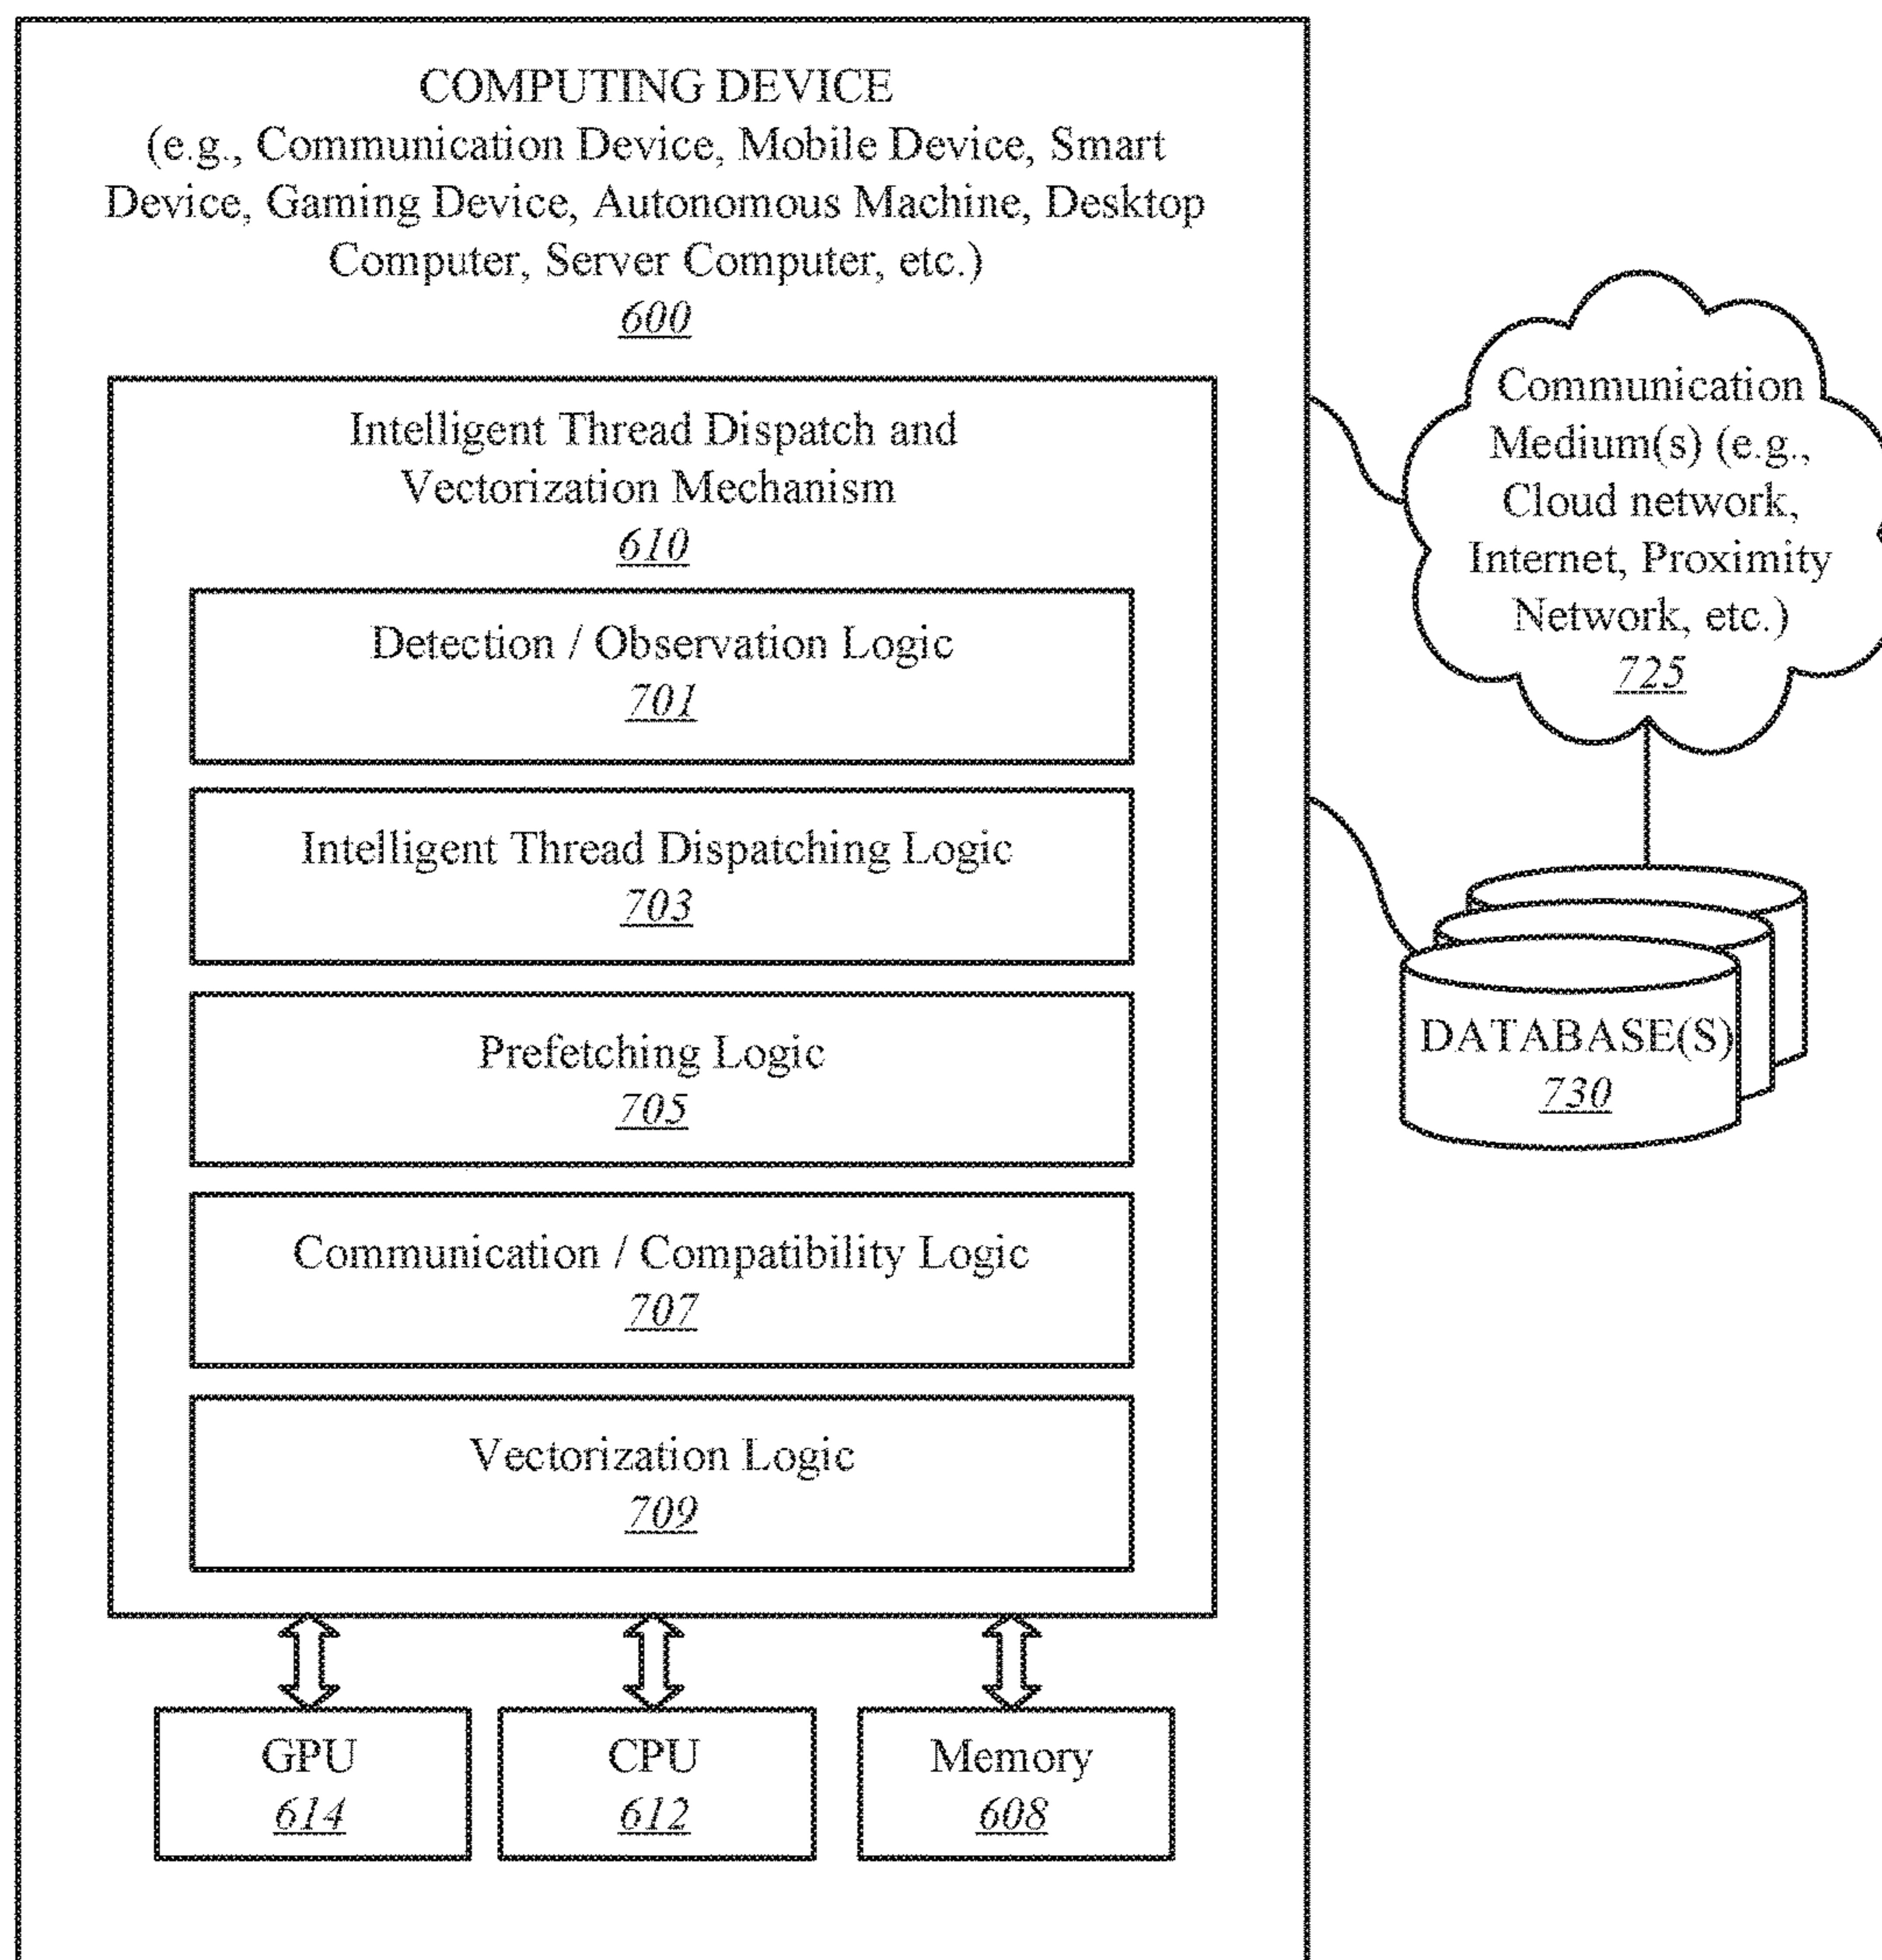 COMPUTING DEVICE
(e.g., Communication Device, Mobile Device, Smart
Device, Gaming Device, Autonomous Machine, Desktop
Computer, Server Computer, etc.)
600
Intelligent Thread Dispatch and
Vectorization Mechanism
610
Detection / Observation Logic
701
Intelligent Thread Dispatching Logic
703
Prefetching Logic
705
Communication / Compatibility Logic
707
Vectorization Logic
709
GPU
614
CPU
612
Memory
608
Communication
Medium(s) (e.g.,
Cloud network,
Internet, Proximity
Network, etc.)
725
DATABASE(S)
730